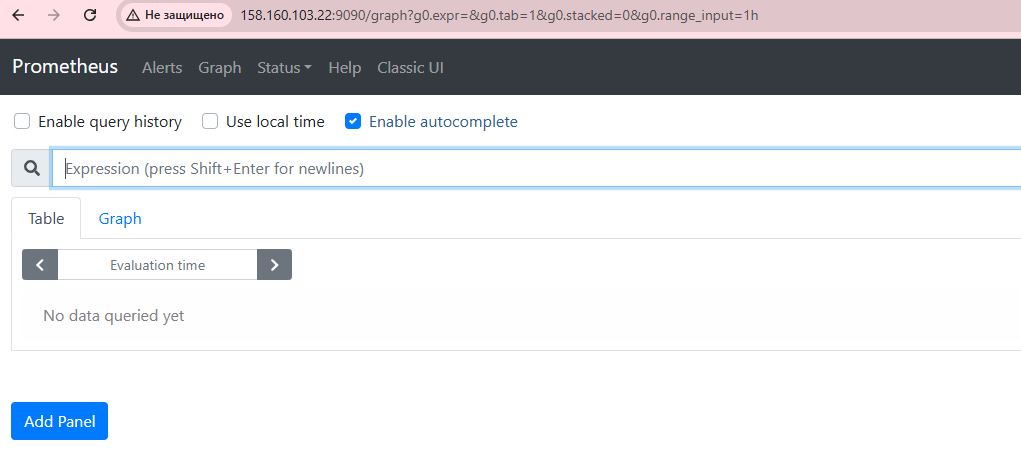 Не защищено 158.160.103.22:9090/graph?g0.expr=&g0.tab=1&g0.stacked=0&g0.range_input=1h
Prometheus Alerts Graph Status Help Classic UI
Enable query history Use local time Enable autocomplete
Expression (press Shift+Enter for newlines)
Table Graph
Evaluation time
No data queried yet
Add Panel